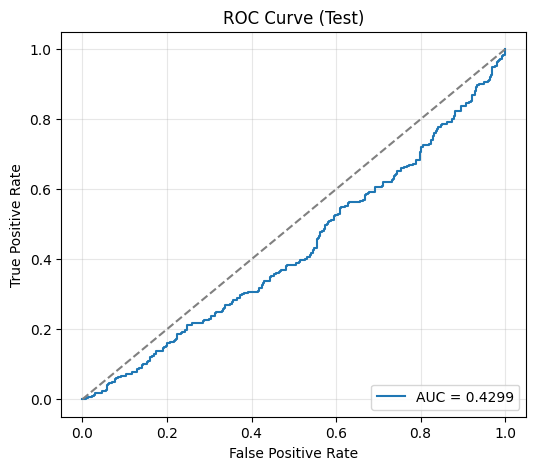 ROC Curve (Test)
True Positive Rate
1.0
0.8
0.6
0.4
0.2
0.0
AUC = 0.4299
0.0 0.2 0.4 0.6 0.8 1.0
False Positive Rate